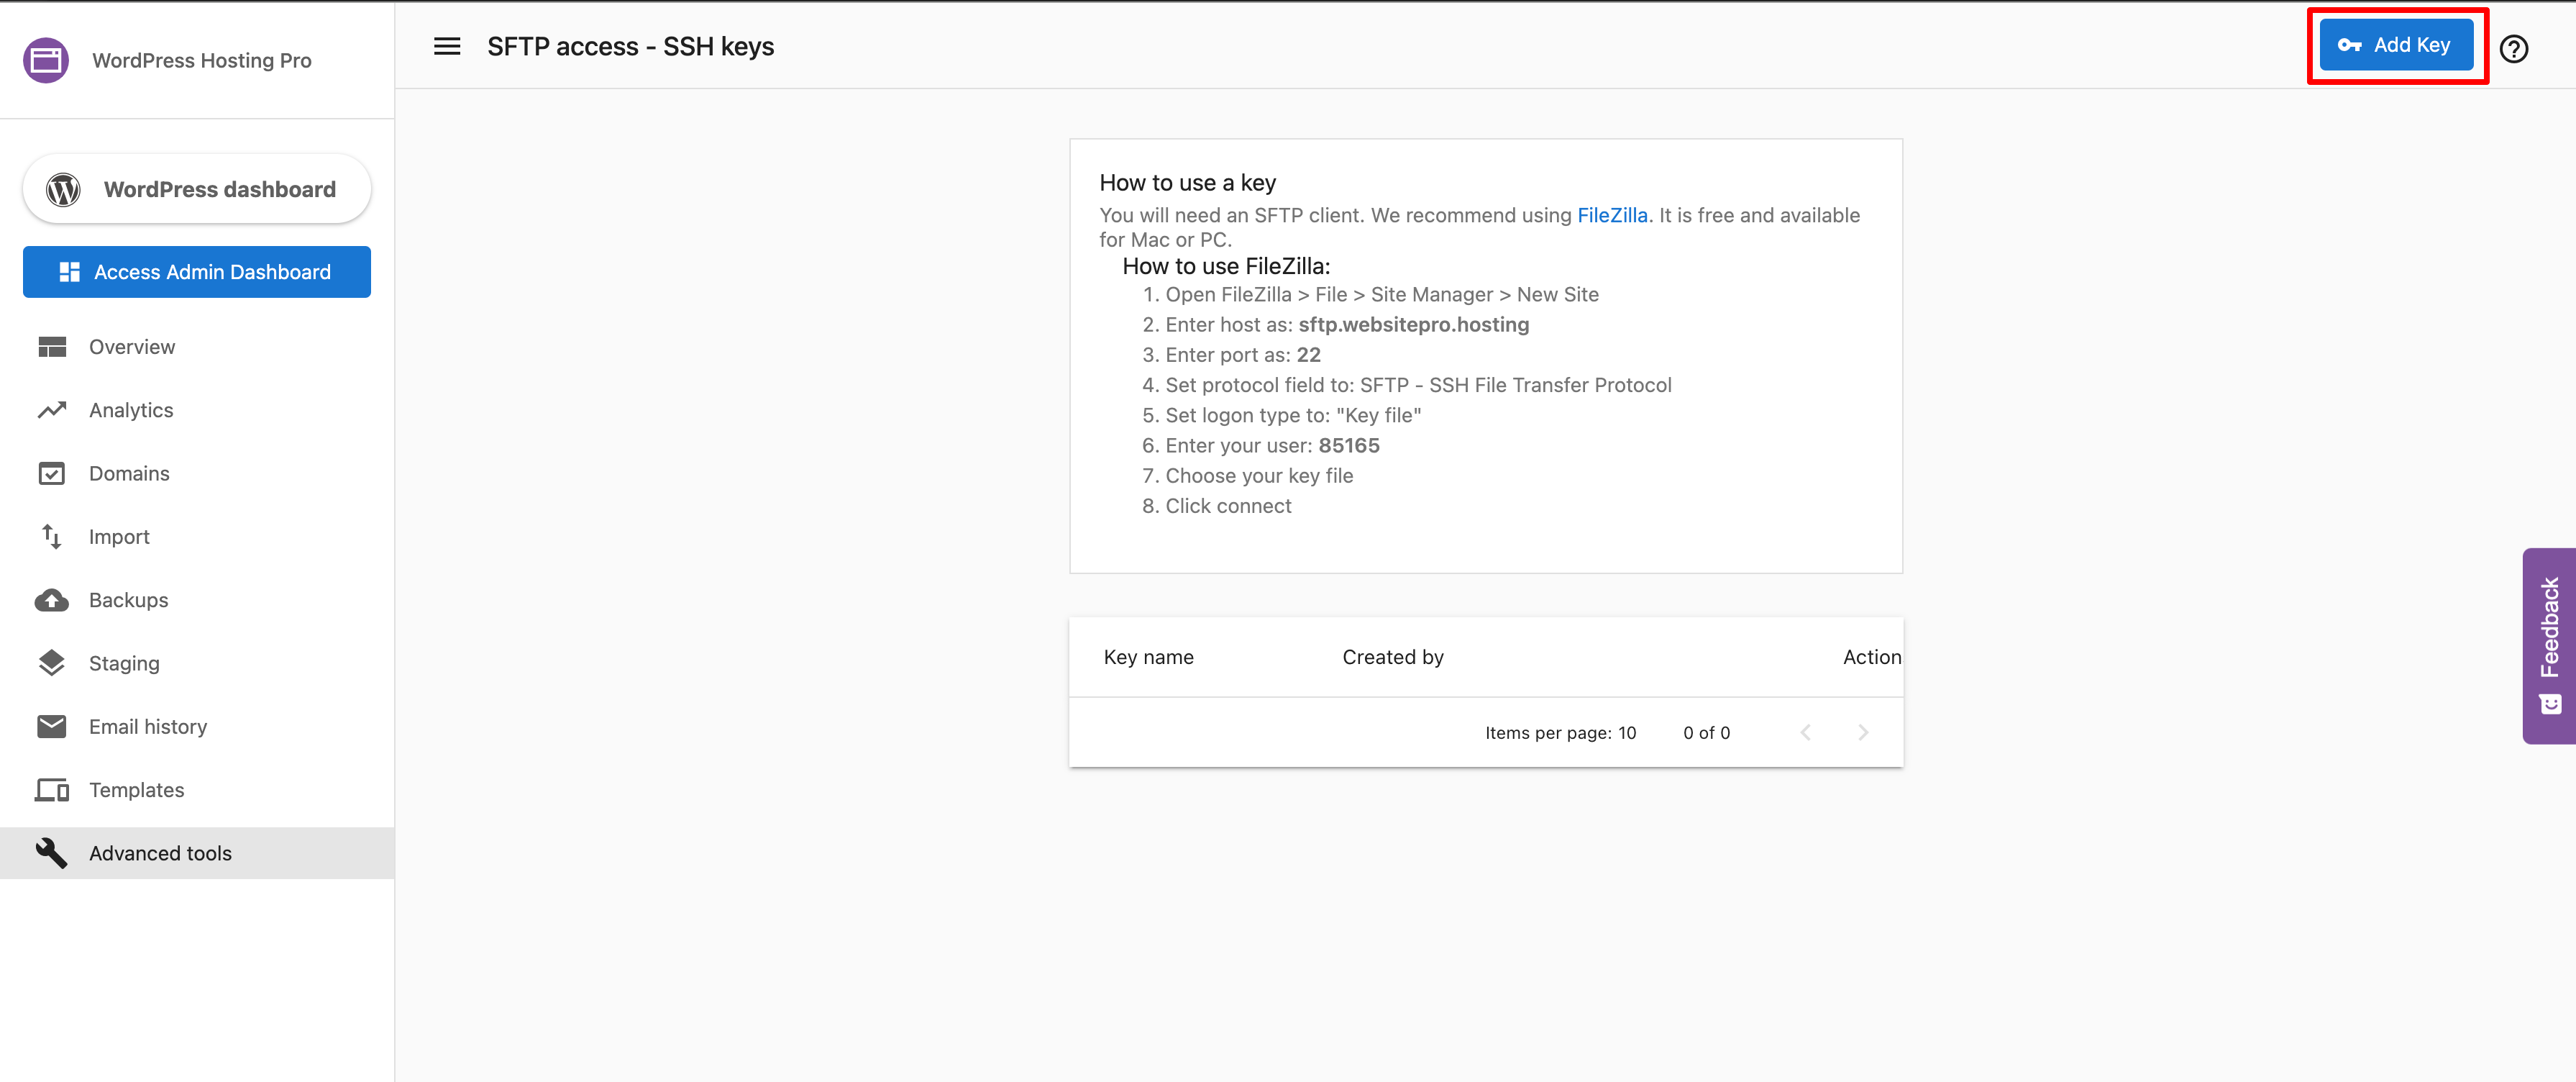 WordPress Hosting Pro
SFTP access - SSH keys
Add Key
WordPress dashboard
Access Admin Dashboard
Overview
Analytics
Domains
Import
Backups
Staging
Email history
Templates
Advanced tools
How to use a key
You will need an SFTP client. We recommend using FileZilla. It is free and available
for Mac or PC.
How to use FileZilla:
1. Open FileZilla > File > Site Manager > New Site
2. Enter host as: sftp.websitepro.hosting
3. Enter port as: 22
4. Set protocol field to: SFTP - SSH File Transfer Protocol
5. Set logon type to: "Key file"
6. Enter your user: 85165
7. Choose your key file
8. Click connect
Key name Created by Action
Items per page: 10 0 of 0
Feedback